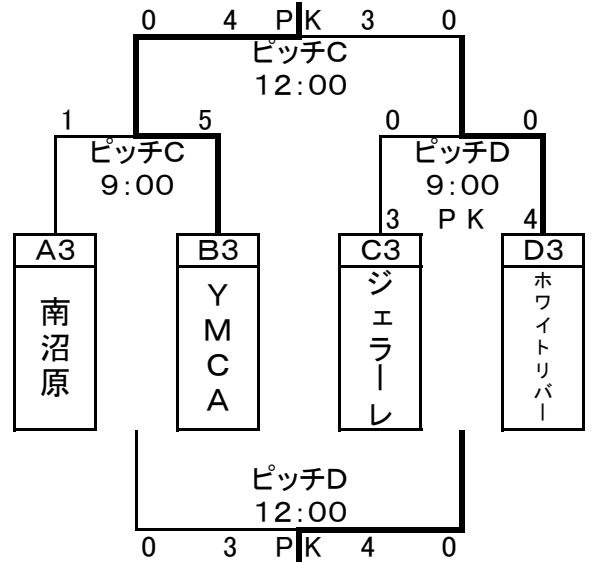 0 4 PK 3 0
ピッチC
12:00
1 5 0 0
ピッチC ピッチD
9:00 9:00
3 PK 4
A3 B3 C3 D3
南沼原
YMCA
ジェラーレ
ホワイトリバー
ピッチD
12:00
0 3 PK 4 0